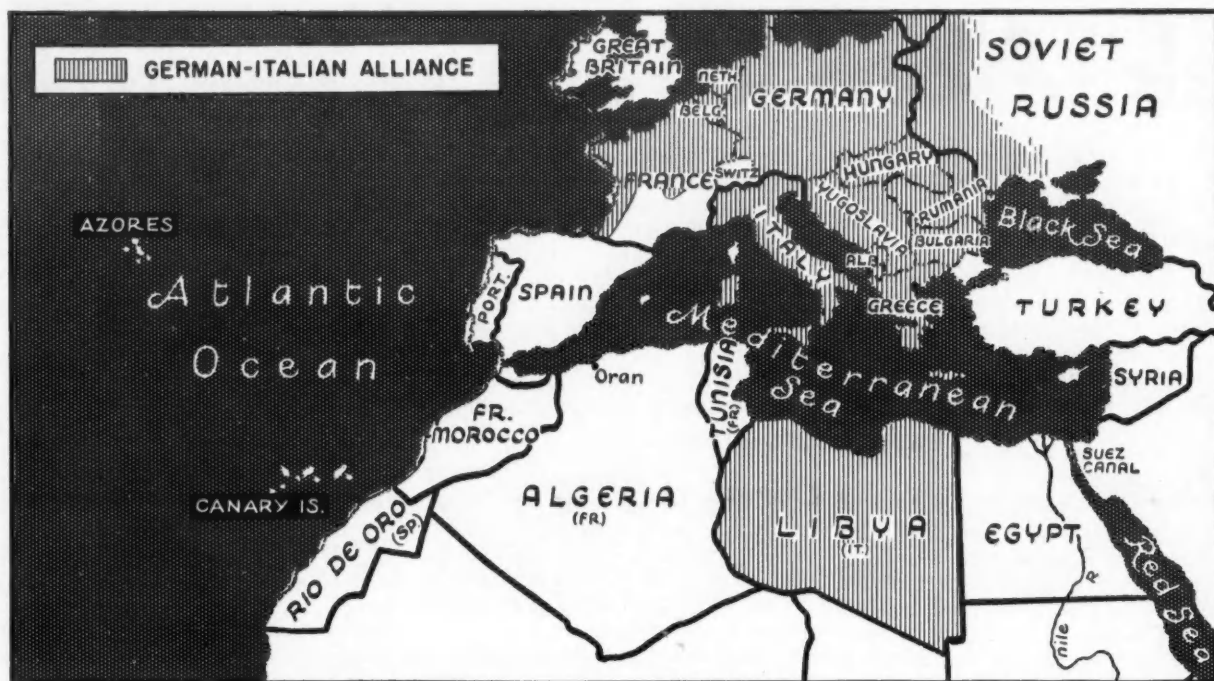 GERMAN-ITALIAN ALLIANCE
GREAT
BRITAIN
NETH.
BELG.
GERMANY
SOVIET
RUSSIA
FRANCE
SWITZ
HUNGARY
RUMANIA
YUGOSLAVIA
BULGARIA
ITALY
ALB.
GREECE
Black Sea
TURKEY
AZORES
Atlantic
Ocean
PORT.
SPAIN
Mediterranean
Sea
SYRIA
Oran
TUNISIA
(FR)
FR.
MOROCCO
SUEZ
CANAL
CANARY IS.
ALGERIA
(FR)
LIBYA
(IT.)
EGYPT
RIO DE ORO
(SP.)
Red Sea
Nile R